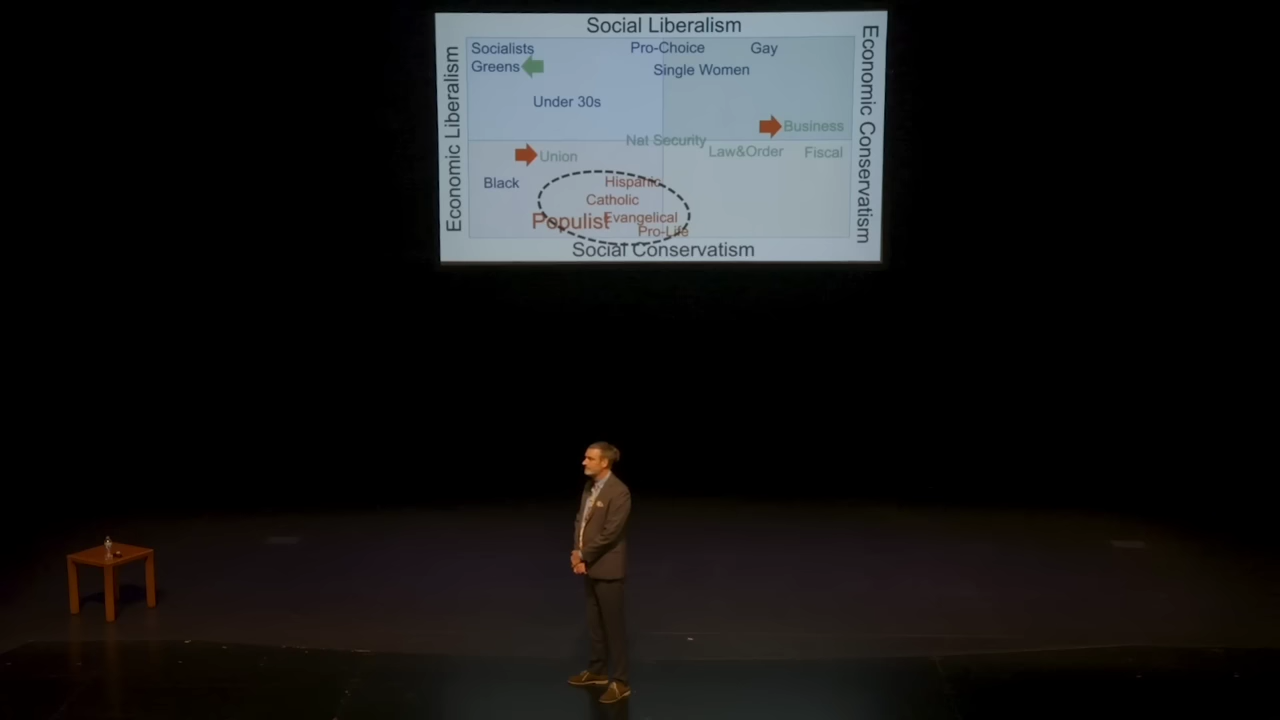 Social Liberalism
Economic Liberalism
Economic Conservatism
Socialists
Pro-Choice
Gay
Greens
Single Women
Under 30s
Business
Nat Security
Law&Order
Fiscal
Union
Black
Hispanic
Catholic
Populist
Evangelical
Pro-Life
Social Conservatism